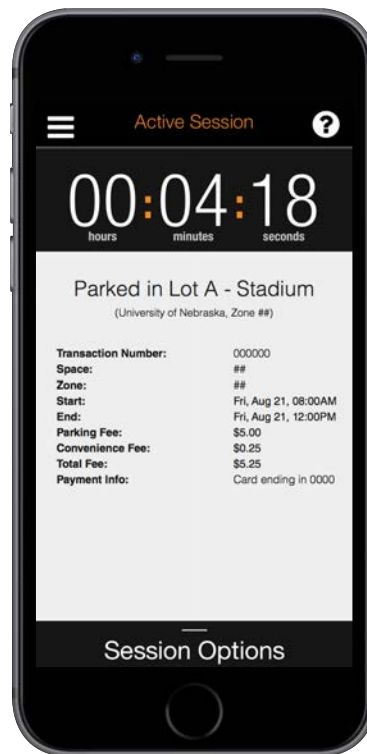 Active Session
?
00:04:18
hours minutes seconds
Parked in Lot A - Stadium
(University of Nebraska, Zone ##)
Transaction Number: 000000
Space: ##
Zone: ##
Start: Fri, Aug 21, 08:00AM
End: Fri, Aug 21, 12:00PM
Parking Fee: $5.00
Convenience Fee: $0.25
Total Fee: $5.25
Payment Info: Card ending in 0000
Session Options